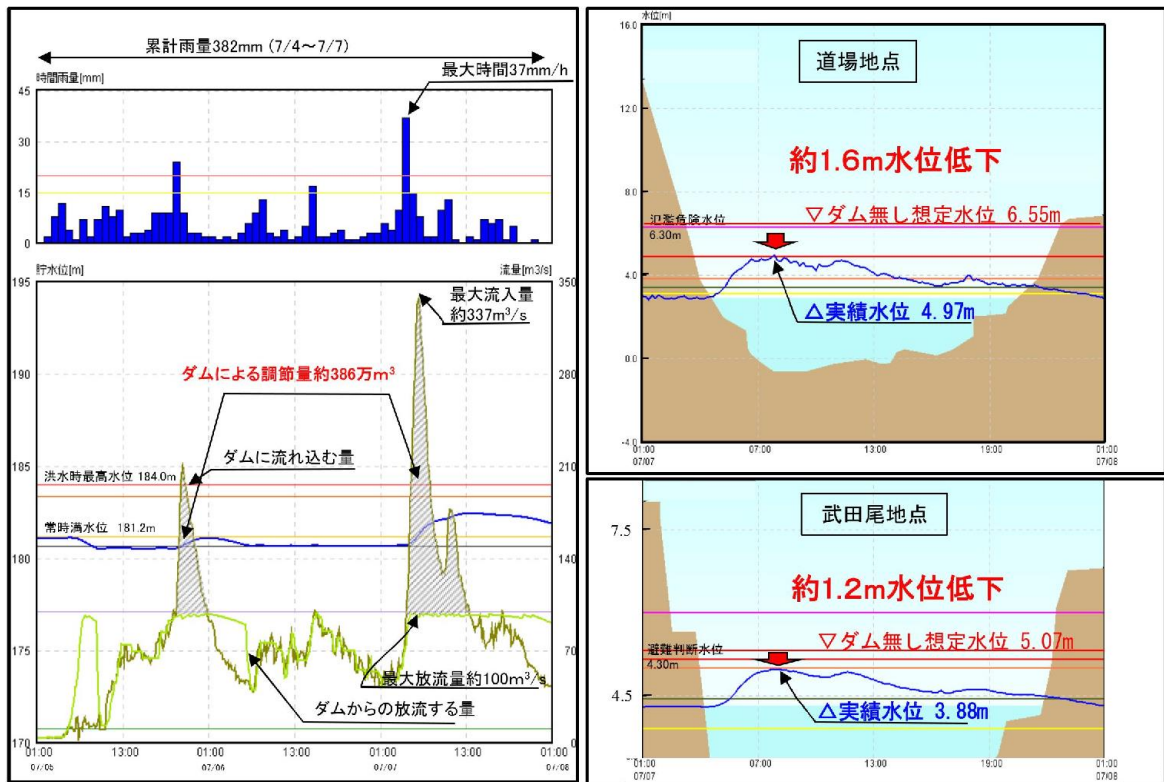 累計雨量382mm (7/4～7/7)
最大時間37mm/h
時間雨量[mm]
45
30
15
0
貯水位[m]
流量[m3/s]
195
190
185
180
175
170
350
280
210
140
70
0
最大流入量
約337m³/s
ダムによる調節量約386万m³
ダムに流れ込む量
洪水時最高水位 184.0m
常時満水位 181.2m
最大放流量約100m³/s
ダムからの放流する量
01:00
07/05
13:00
01:00
07/06
13:00
01:00
07/07
13:00
01:00
07/08
水位[m]
16.0
12.0
8.0
4.0
0.0
-4.0
道場地点
約1.6m水位低下
氾濫危険水位
6.30m
▽ダム無し想定水位 6.55m
△実績水位 4.97m
01:00
07/07
07:00
13:00
19:00
01:00
07/08
武田尾地点
7.5
4.5
約1.2m水位低下
▽ダム無し想定水位 5.07m
避難判断水位
4.30m
△実績水位 3.88m
01:00
07/07
07:00
13:00
19:00
01:00
07/08